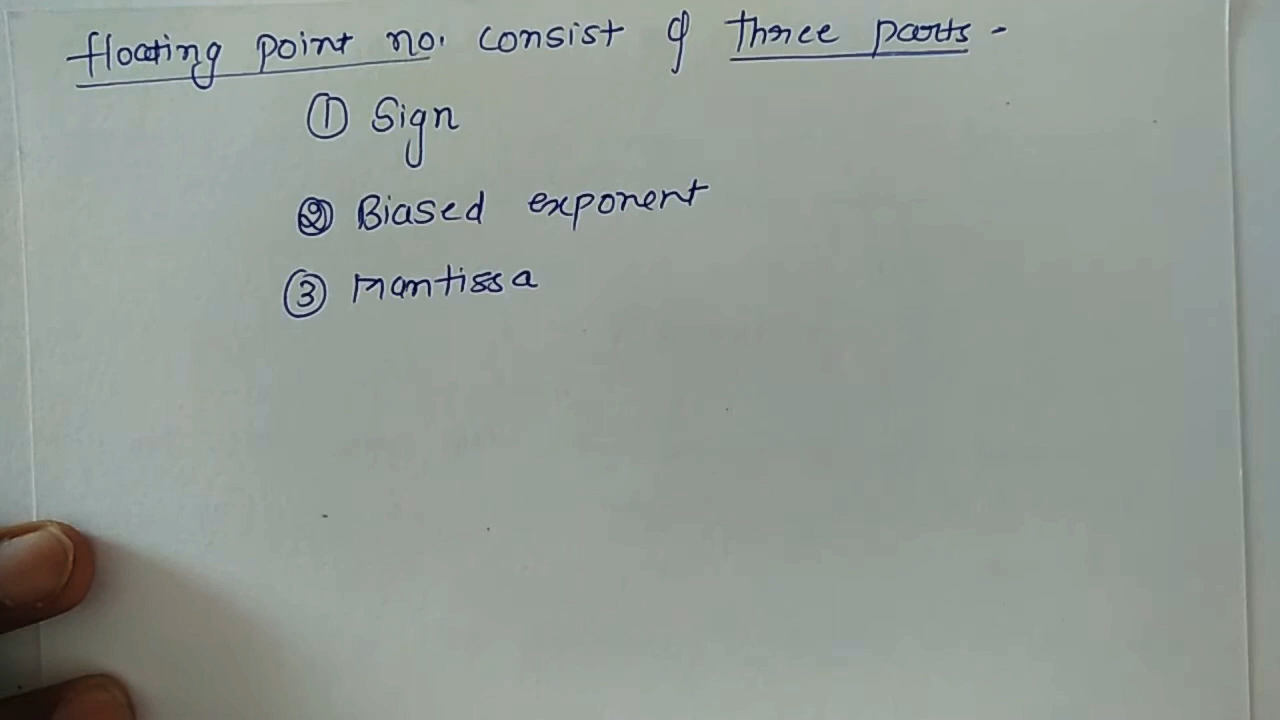 floating point no. consist of three parts -
① Sign
② Biased exponent
③ Mantissa